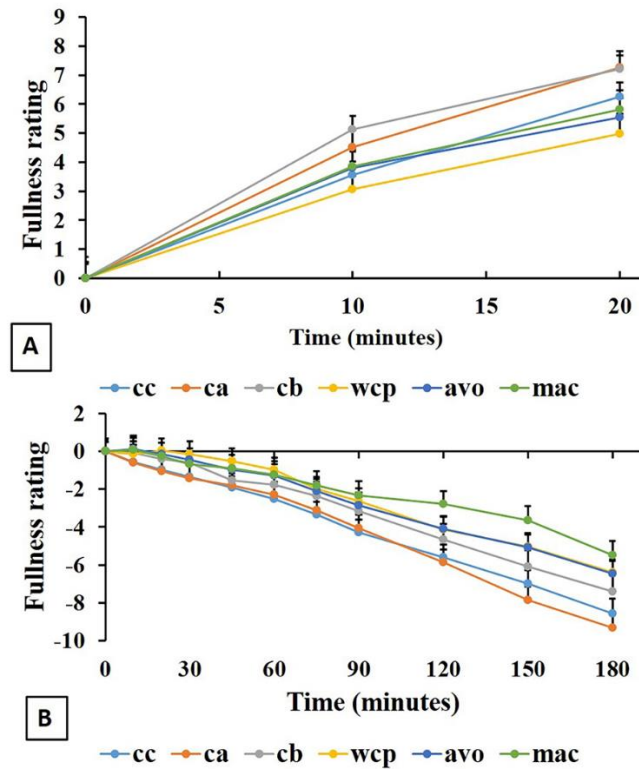 9
8
7
6
5
4
3
2
1
0
Fullness rating
0 5 10 15 20
Time (minutes)
A
cc ca cb wcp avo mac
2
0
-2
-4
-6
-8
-10
Fullness rating
0 30 60 90 120 150 180
Time (minutes)
B
cc ca cb wcp avo mac